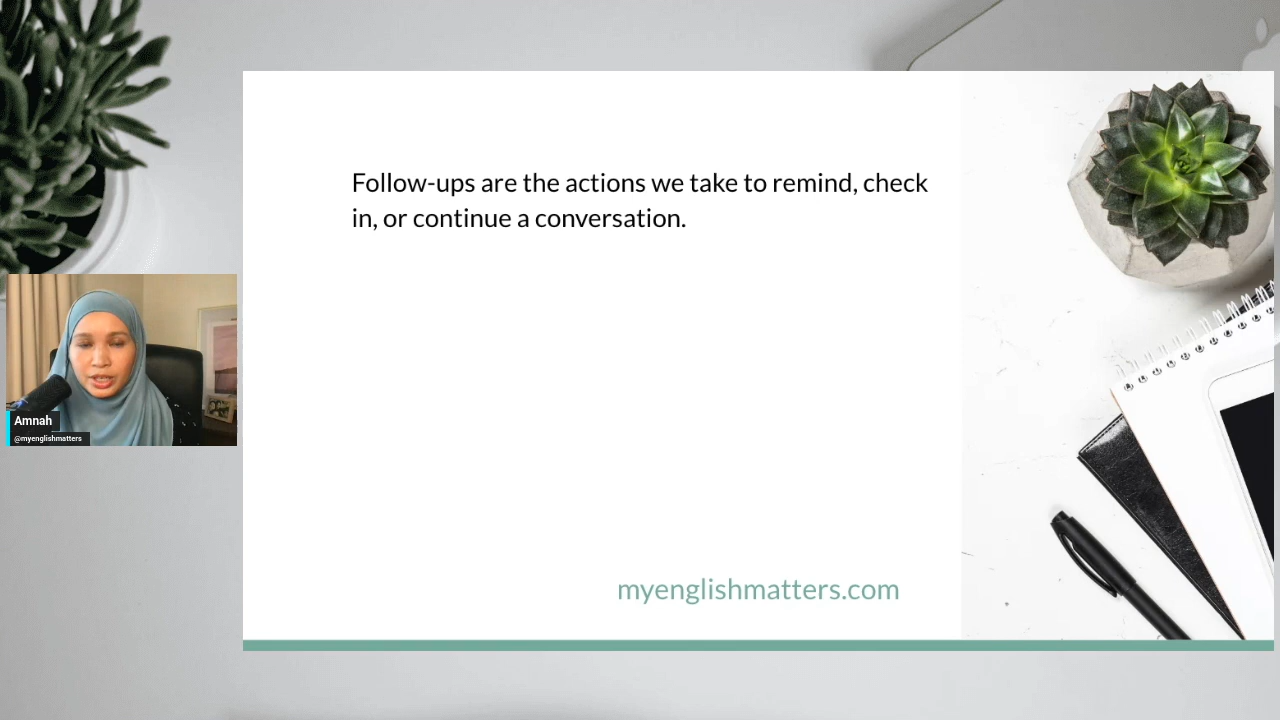 Follow-ups are the actions we take to remind, check
in, or continue a conversation.
Amnah
@myenglishmatters
myenglishmatters.com